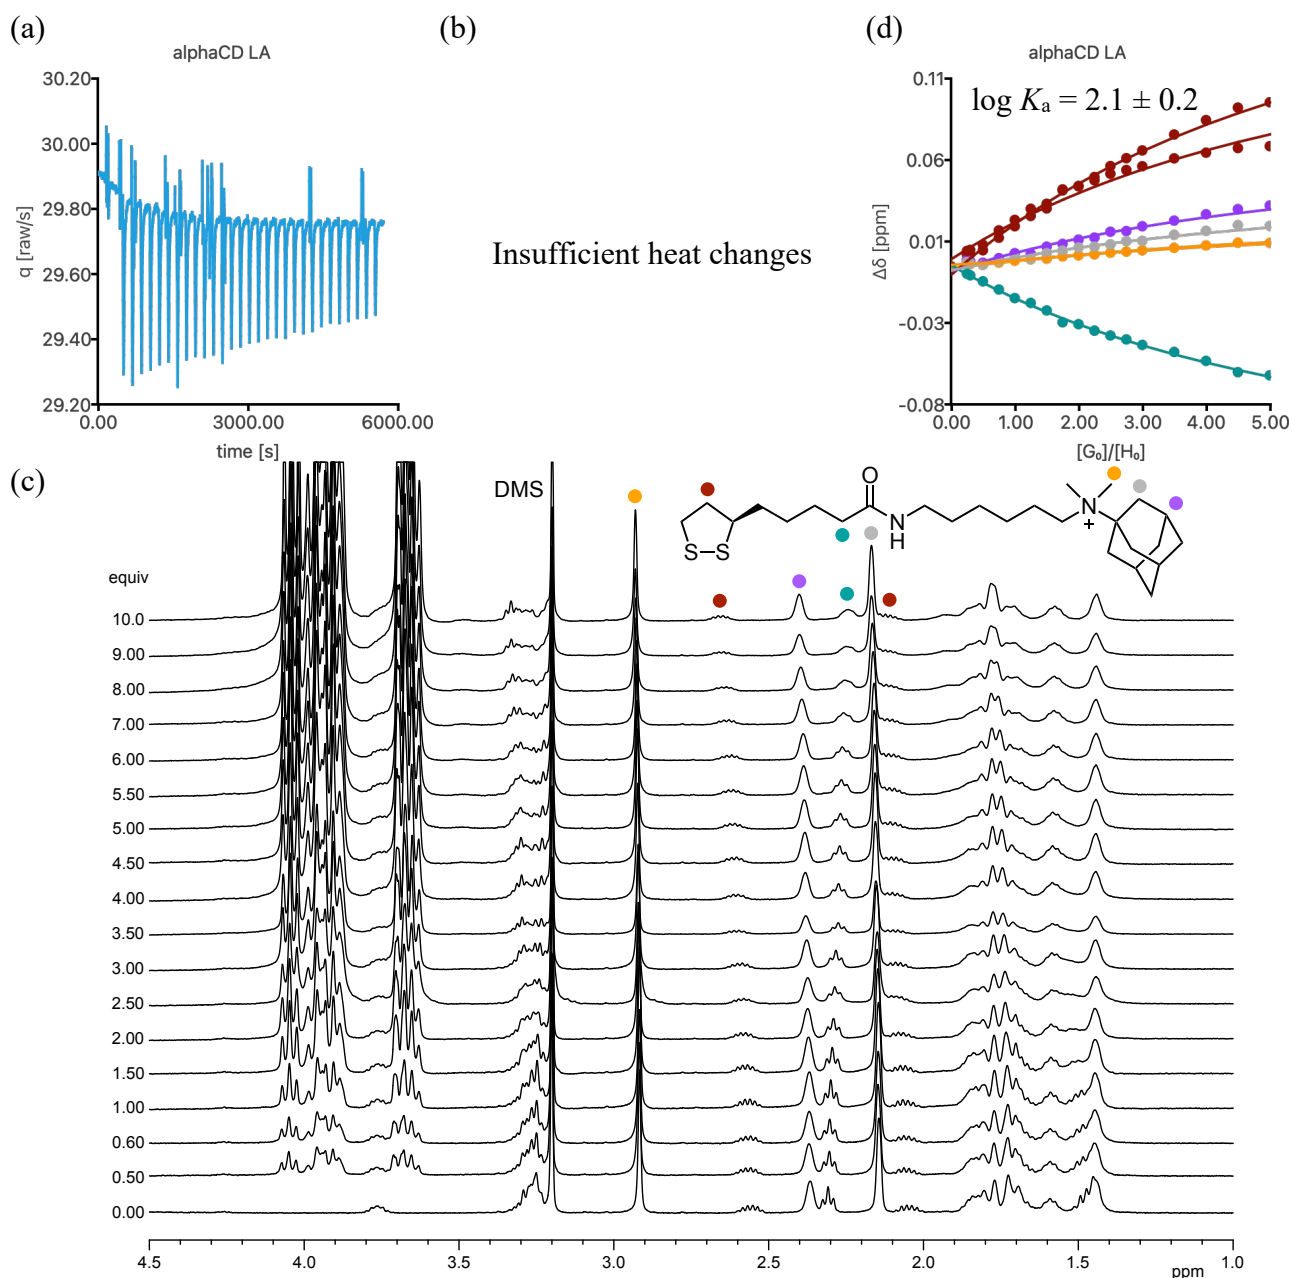 (a)
alphaCD LA
q [raw/s]
30.20
30.00
29.80
29.60
29.40
29.20
0.00 3000.00 6000.00
time [s]
(b)
Insufficient heat changes
(d)
alphaCD LA
log Ka = 2.1 ± 0.2
Δδ [ppm]
0.11
0.06
0.01
−0.03
−0.08
0.00 1.00 2.00 3.00 4.00 5.00
[G₀]/[H₀]
(c)
DMS
O
N
H
S–S
N
+
equiv
10.0
9.00
8.00
7.00
6.00
5.50
5.00
4.50
4.00
3.50
3.00
2.50
2.00
1.50
1.00
0.60
0.50
0.00
4.5 4.0 3.5 3.0 2.5 2.0 1.5 1.0
ppm